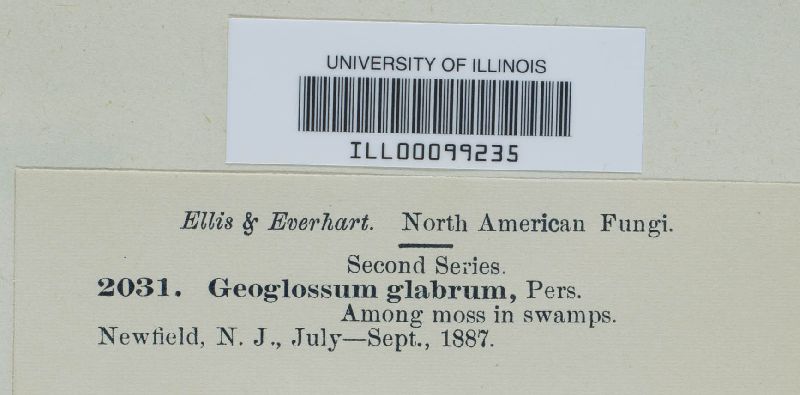 UNIVERSITY OF ILLINOIS
ILL00099235
Ellis & Everhart. North American Fungi.
Second Series.
2031. Geoglossum glabrum, Pers.
Among moss in swamps.
Newfield, N. J., July—Sept., 1887.